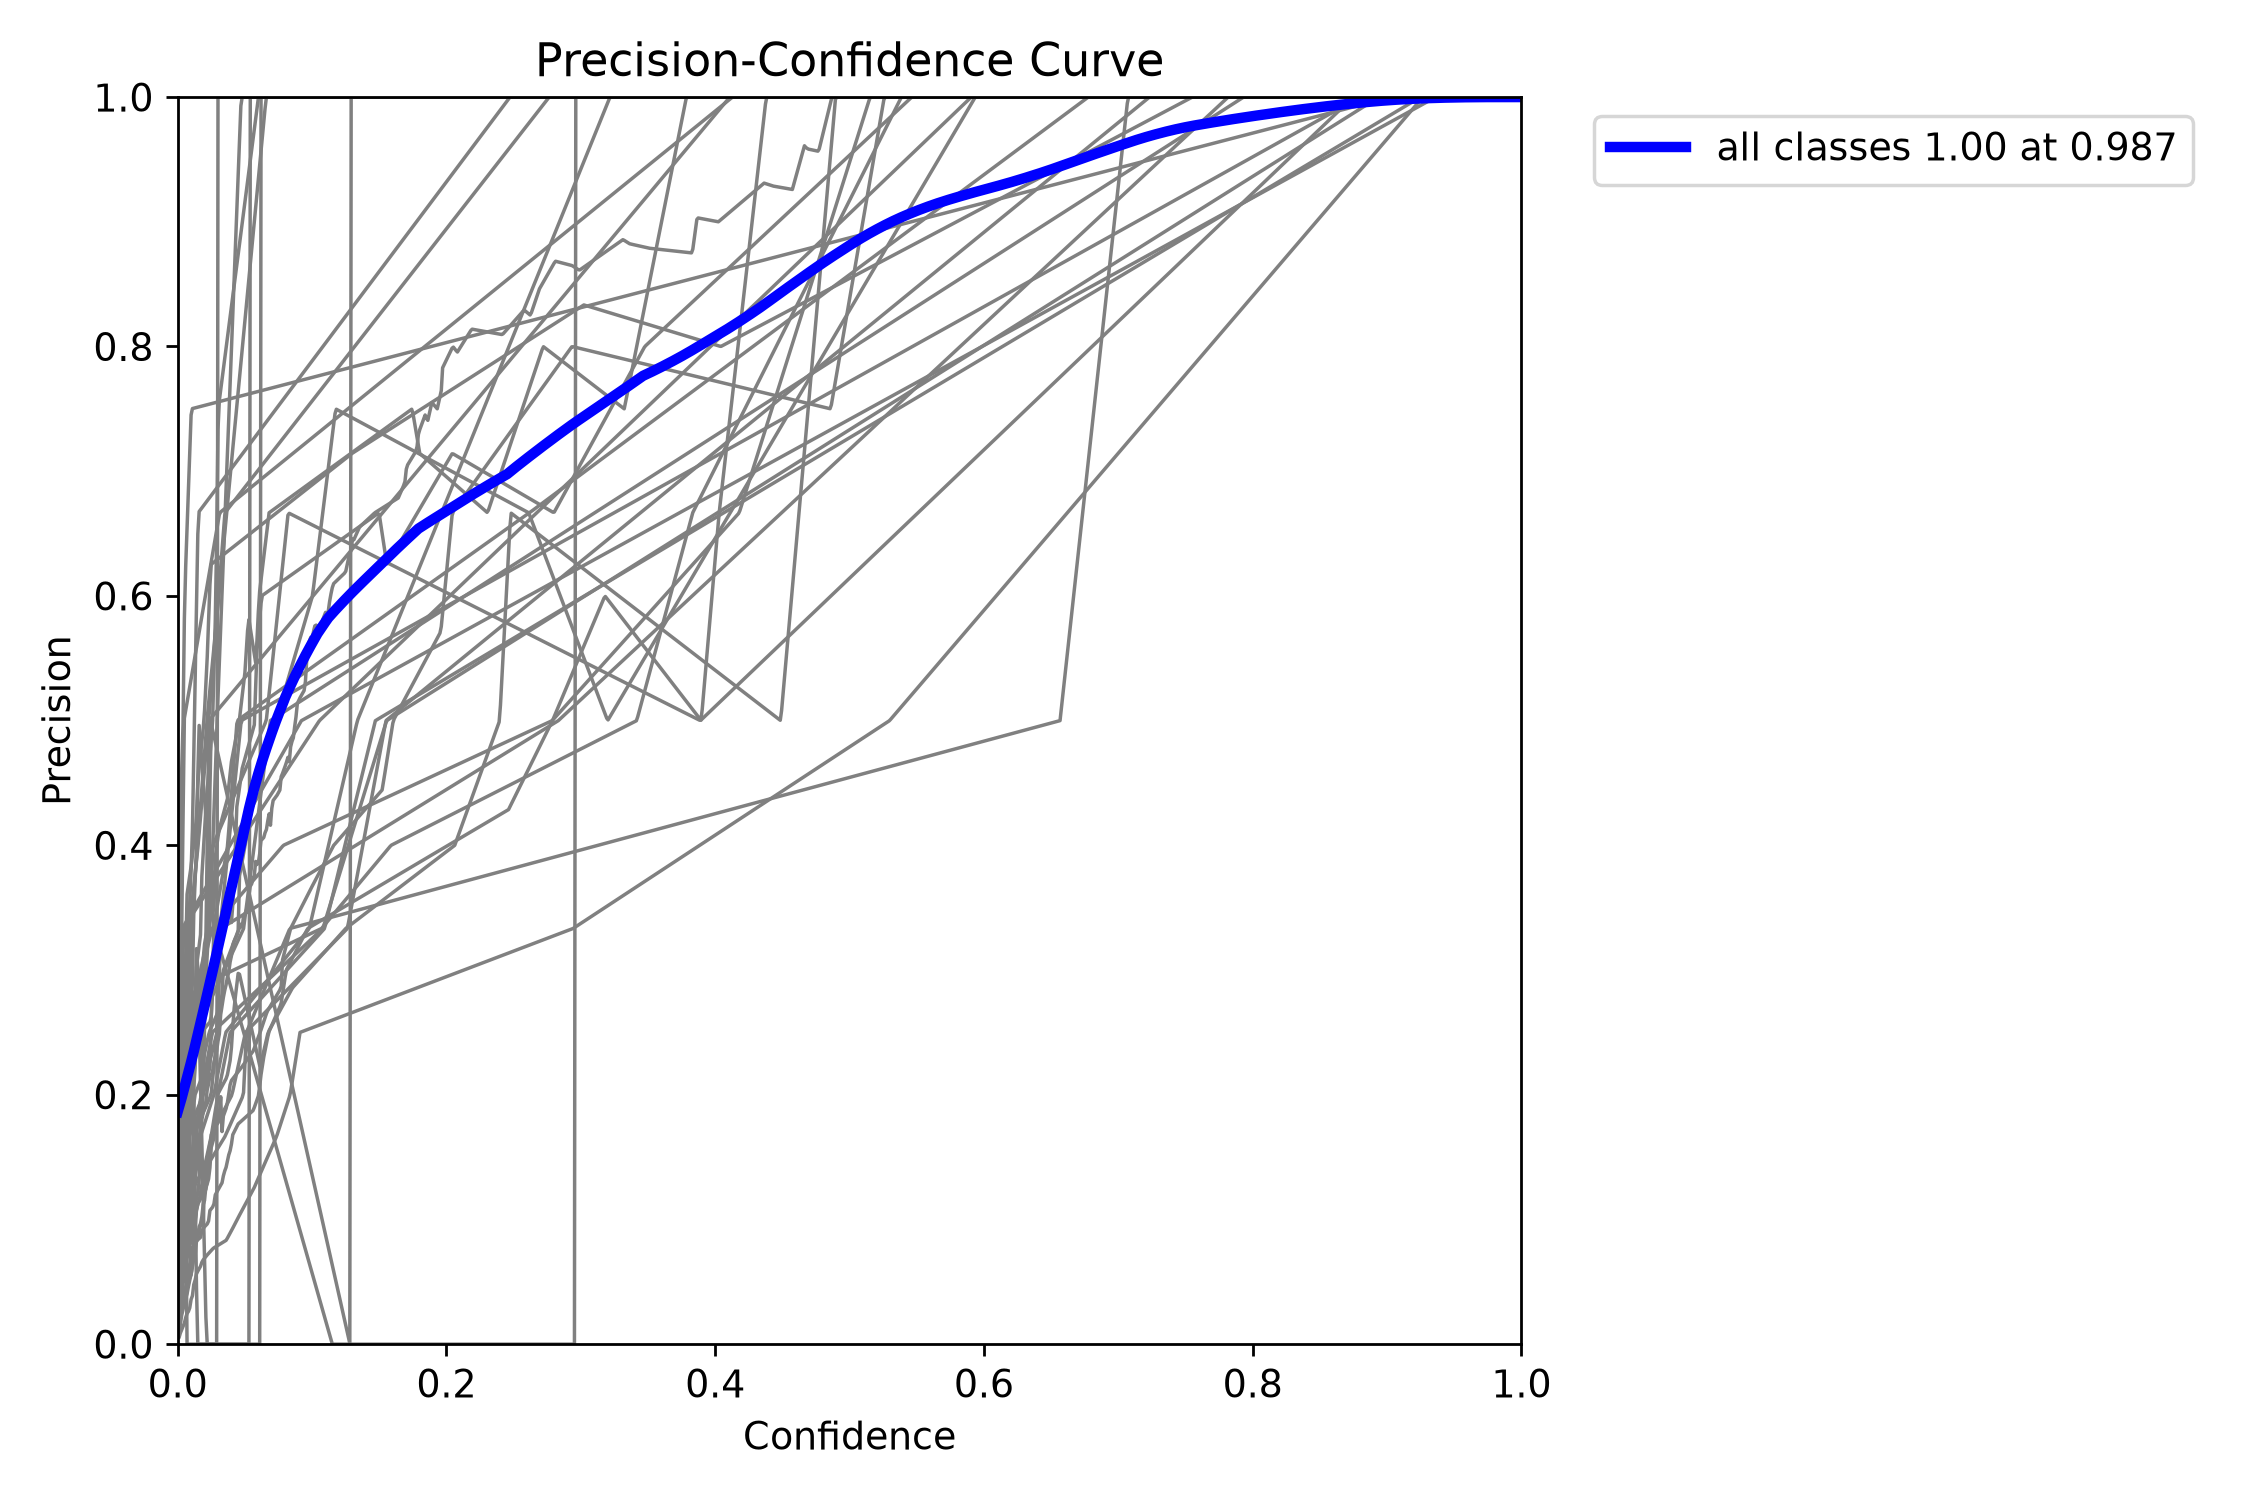 Precision-Confidence Curve
1.0
0.8
0.6
0.4
0.2
0.0
Precision
0.0 0.2 0.4 0.6 0.8 1.0
Confidence
all classes 1.00 at 0.987